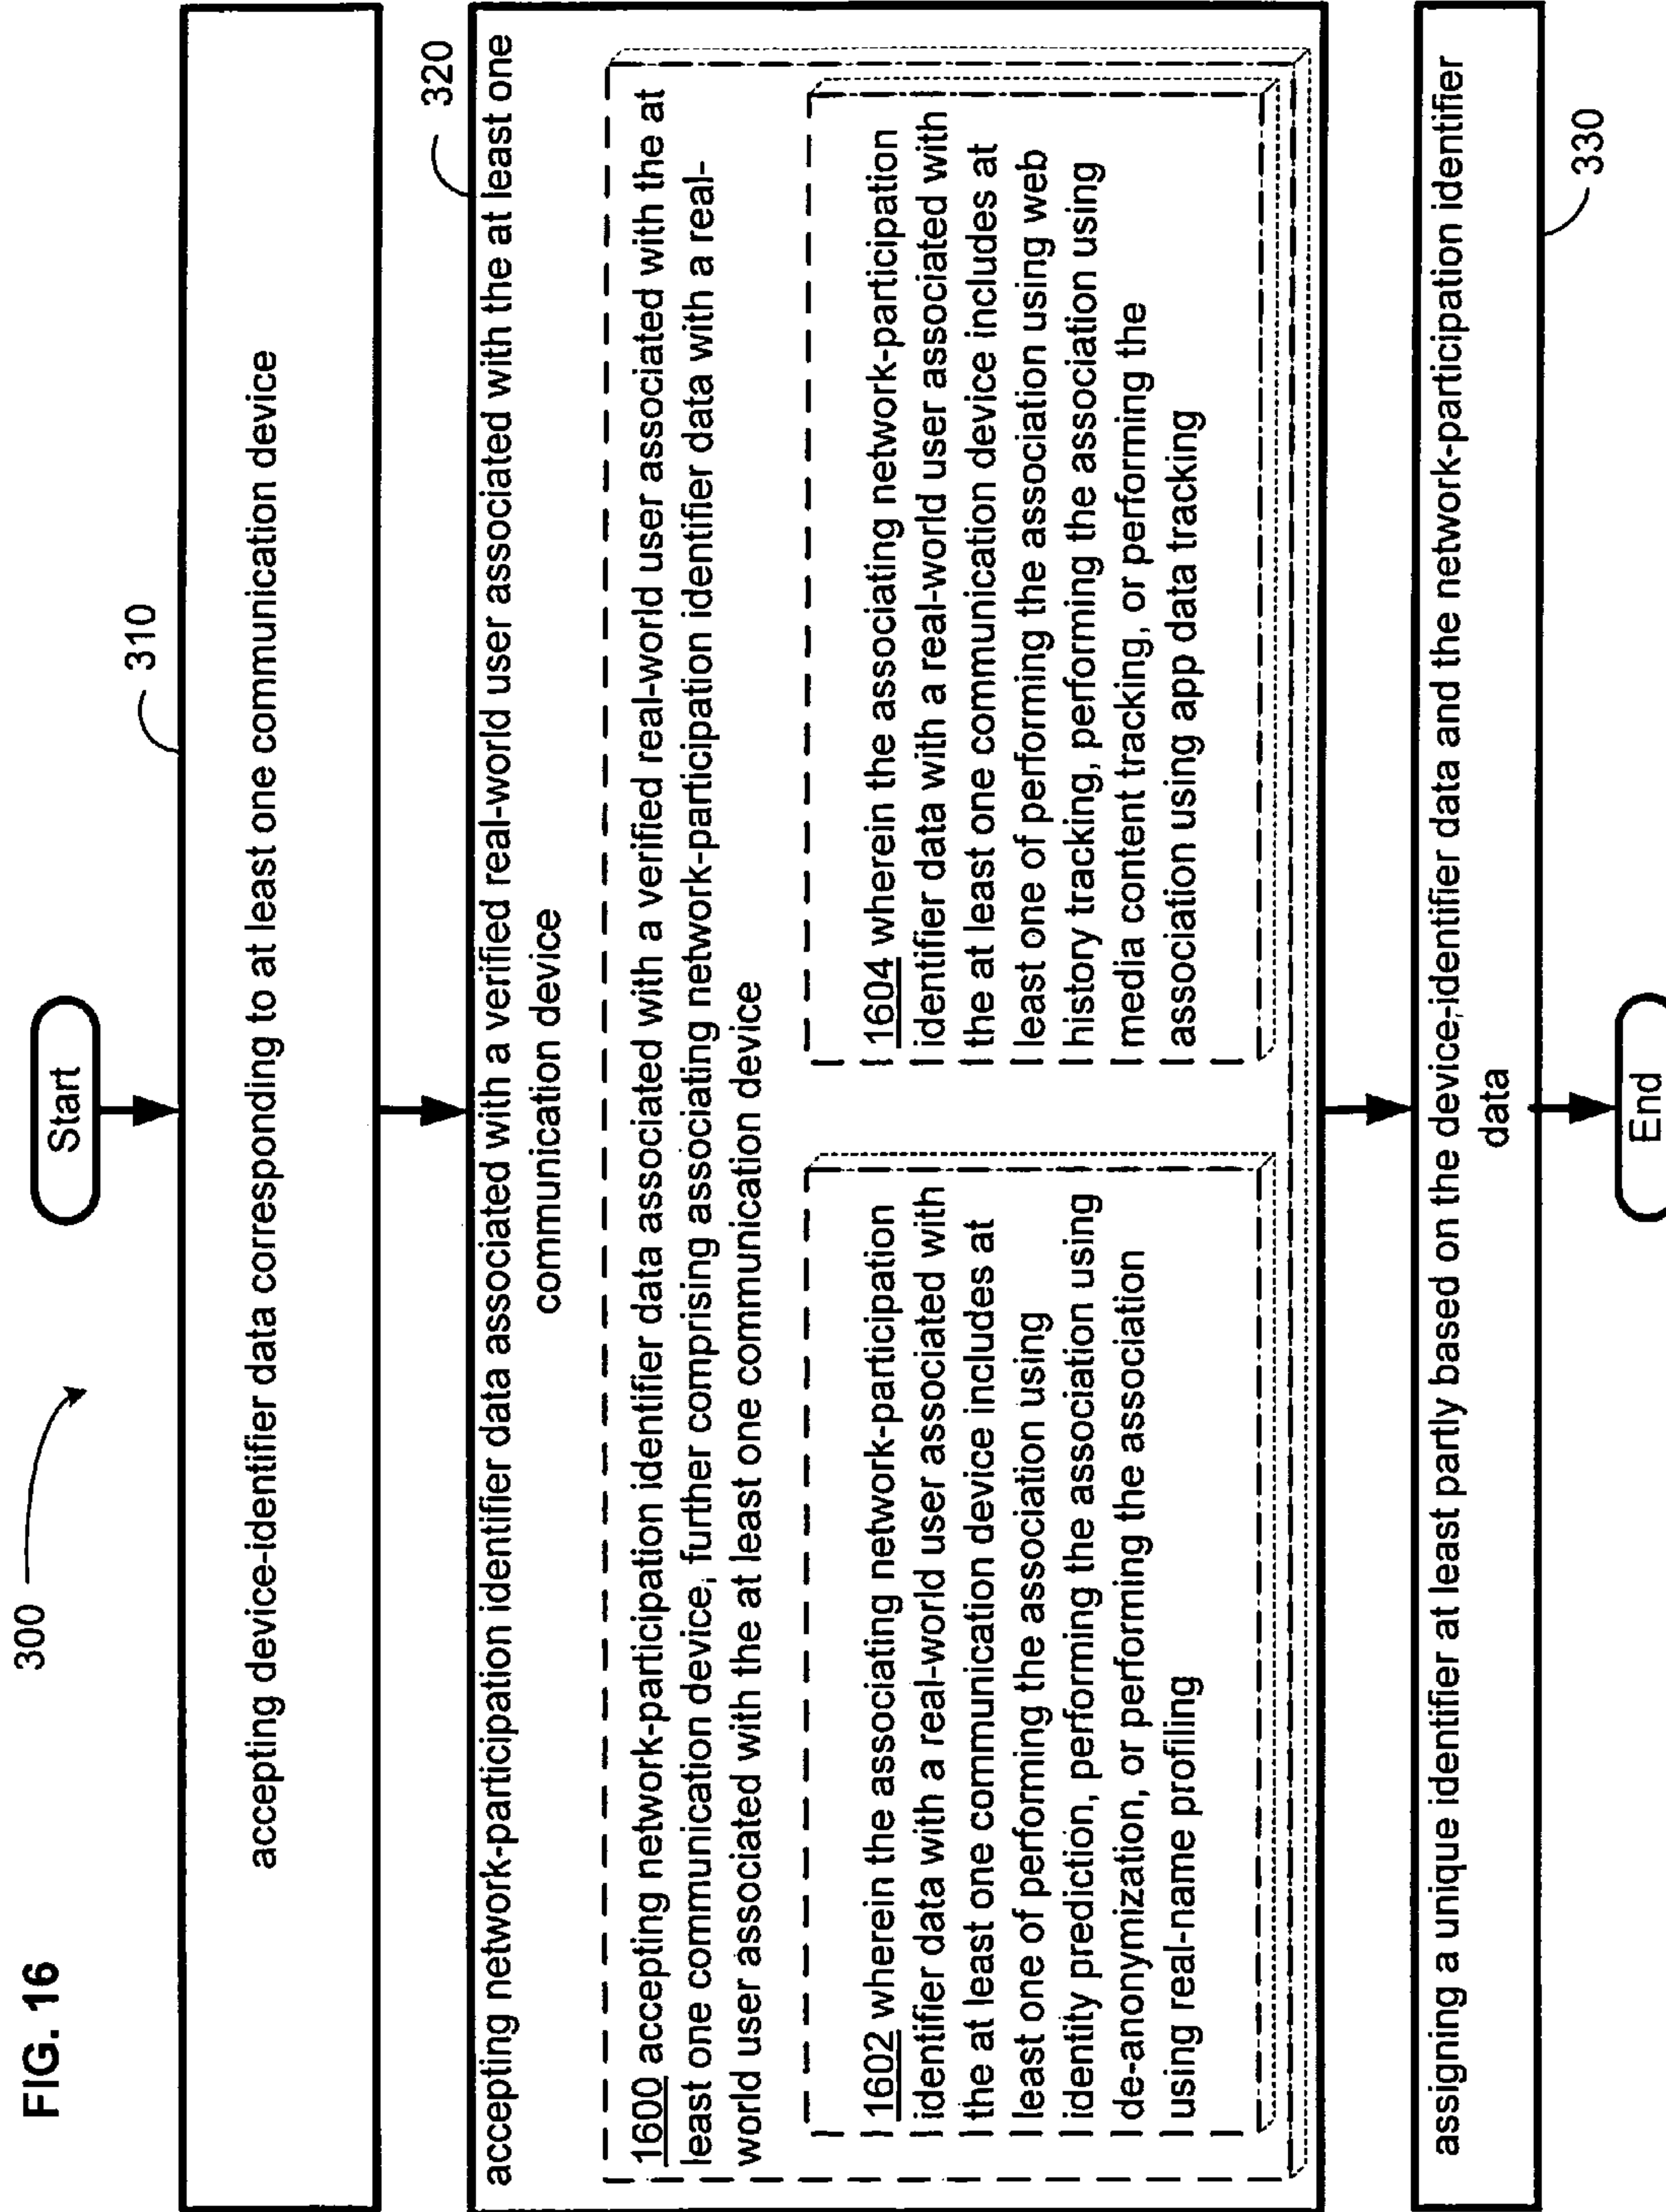 FIG. 16
300
Start
310
accepting device-identifier data corresponding to at least one communication device
320
accepting network-participation identifier data associated with a verified real-world user associated with the at least one
communication device
1600 accepting network-participation identifier data associated with a verified real-world user associated with the at
least one communication device, further comprising associating network-participation identifier data with a real-
world user associated with the at least one communication device
1602 wherein the associating network-participation
identifier data with a real-world user associated with
the at least one communication device includes at
least one of performing the association using
identity prediction, performing the association using
de-anonymization, or performing the association
using real-name profiling
1604 wherein the associating network-participation
identifier data with a real-world user associated with
the at least one communication device includes at
least one of performing the association using web
history tracking, performing the association using
media content tracking, or performing the
association using app data tracking
assigning a unique identifier at least partly based on the device-identifier data and the network-participation identifier
data
330
End